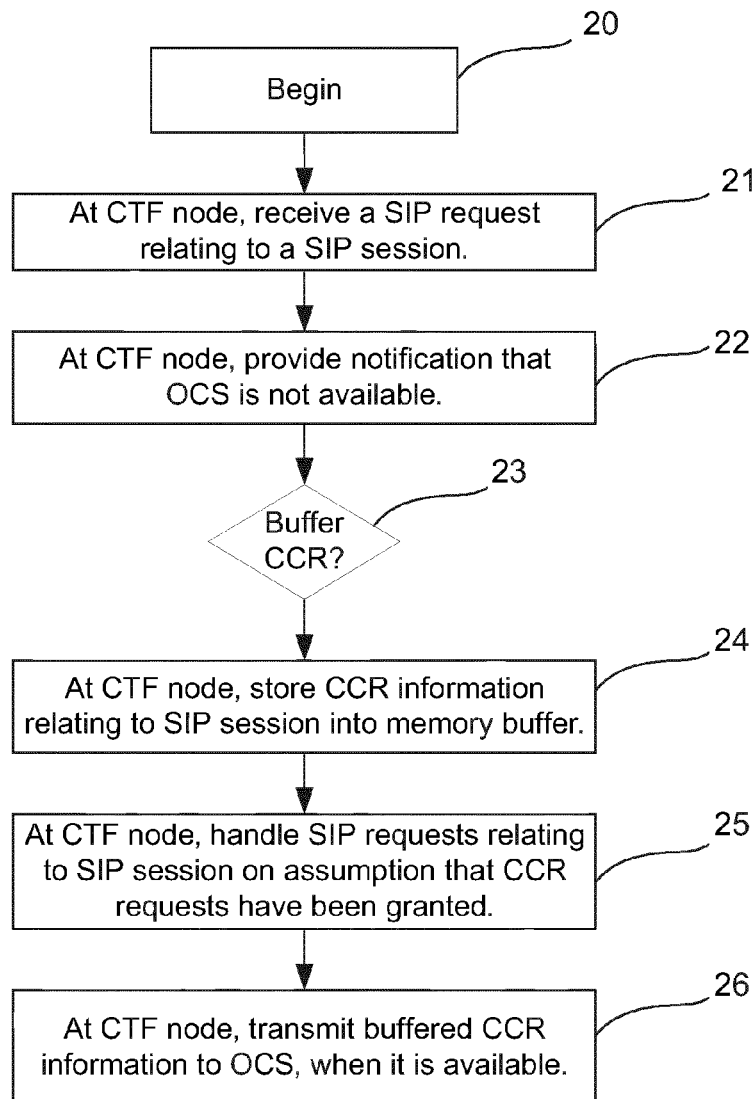 20
Begin
21
At CTF node, receive a SIP request
relating to a SIP session.
22
At CTF node, provide notification that
OCS is not available.
23
Buffer
CCR?
24
At CTF node, store CCR information
relating to SIP session into memory buffer.
25
At CTF node, handle SIP requests relating
to SIP session on assumption that CCR
requests have been granted.
26
At CTF node, transmit buffered CCR
information to OCS, when it is available.